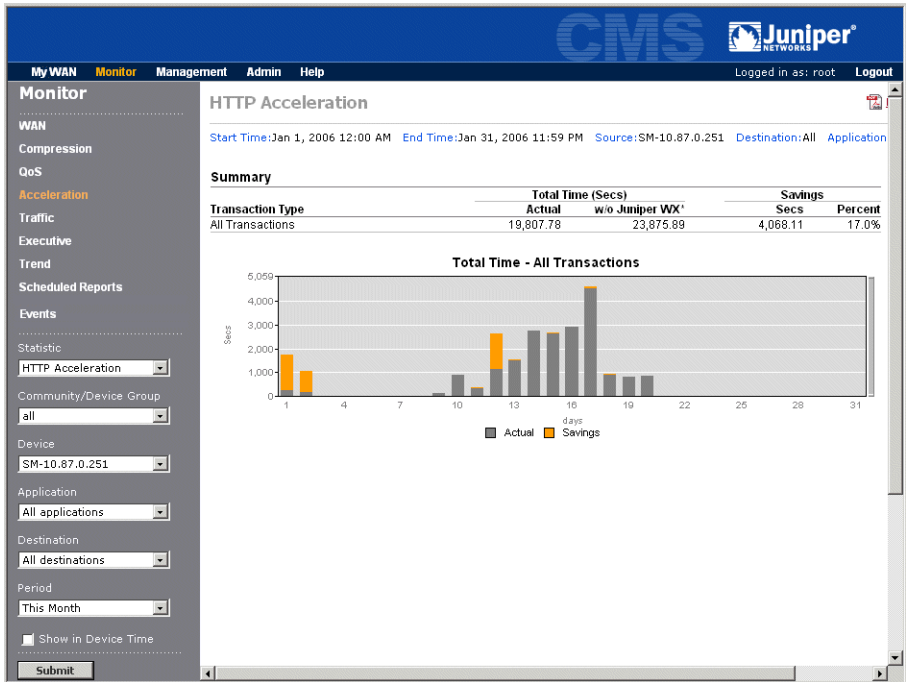 CMS
Juniper®
NETWORKS
My WAN Monitor Management Admin Help
Logged in as: root Logout
Monitor
WAN
Compression
QoS
Acceleration
Traffic
Executive
Trend
Scheduled Reports
Events
Statistic
HTTP Acceleration
Community/Device Group
all
Device
SM-10.87.0.251
Application
All applications
Destination
All destinations
Period
This Month
Show in Device Time
Submit
HTTP Acceleration
Start Time:Jan 1, 2006 12:00 AM End Time:Jan 31, 2006 11:59 PM Source:SM-10.87.0.251 Destination:All Application
Summary
Total Time (Secs) Savings
Transaction Type Actual w/o Juniper WX* Secs Percent
All Transactions 19,807.78 23,875.89 4,068.11 17.0%
Total Time - All Transactions
5,059
4,000
3,000
2,000
1,000
0
Secs
1 4 7 10 13 16 19 22 25 28 31
days
Actual Savings